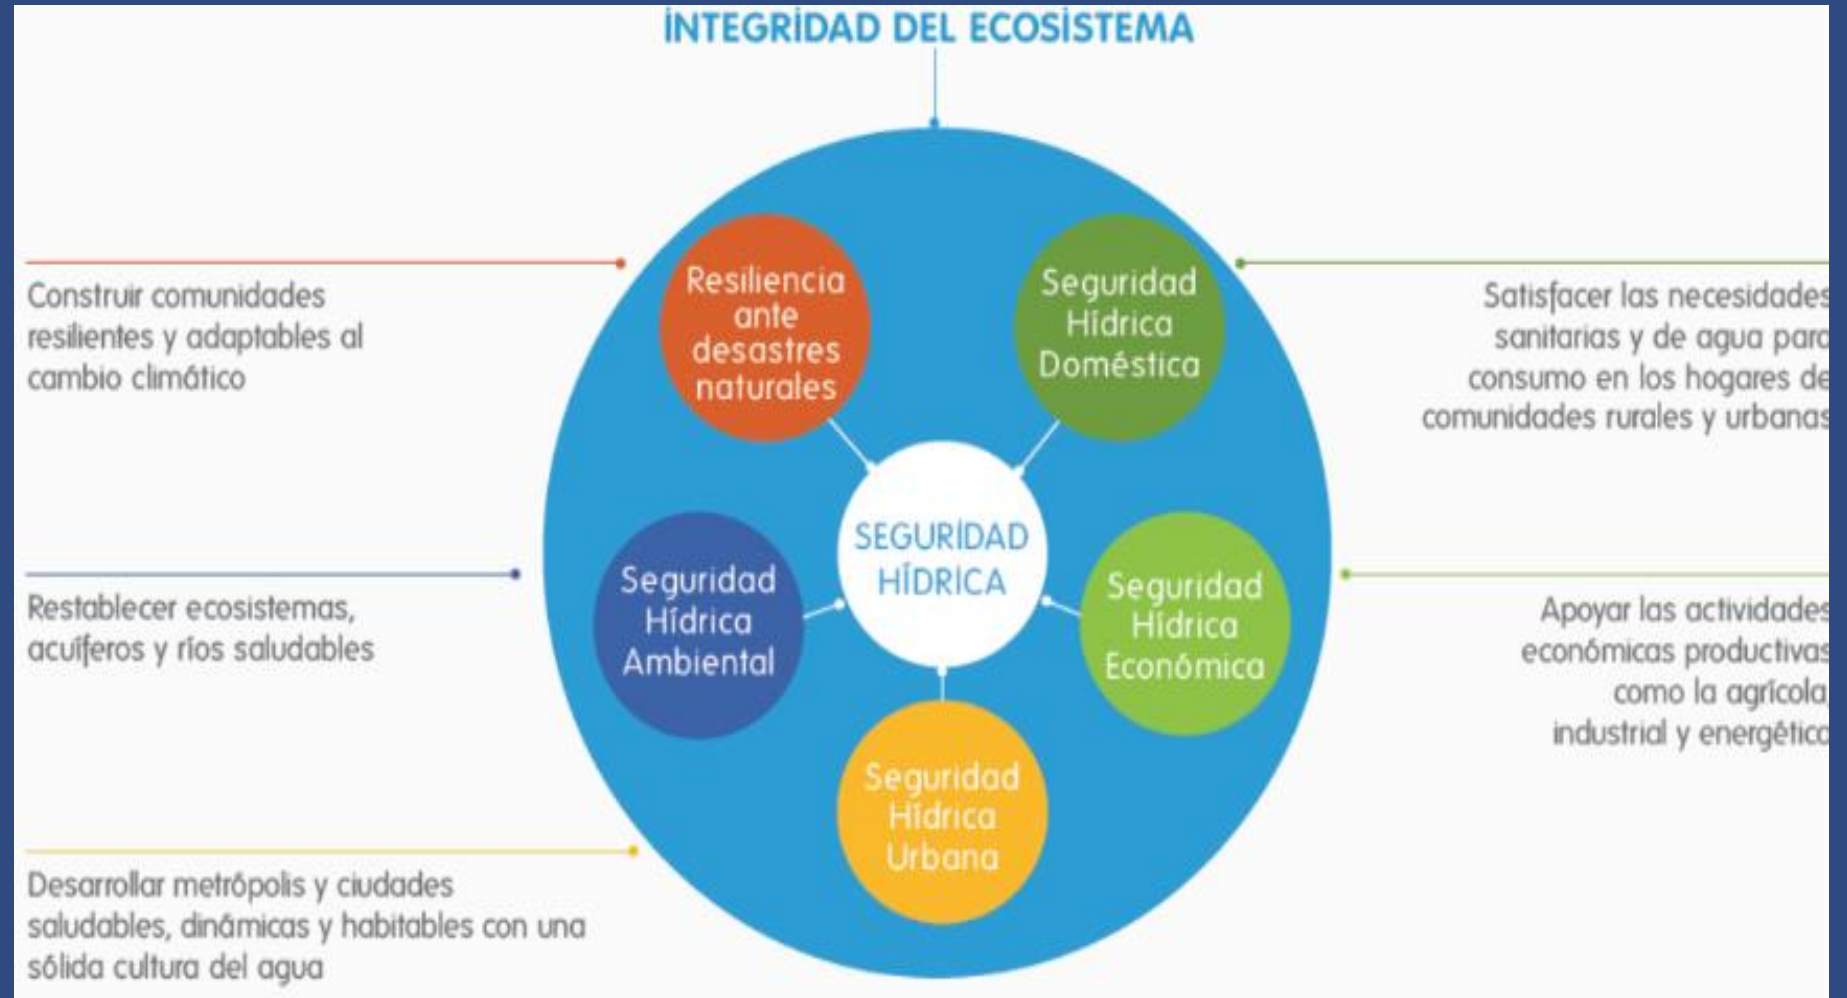 INTEGRIDAD DEL ECOSISTEMA
Resiliencia
ante
desastres
naturales
Seguridad
Hídrica
Doméstica
Construir comunidades
resilientes y adaptables al
cambio climático
Satisfacer las necesidades
sanitarias y de agua para
consumo en los hogares de
comunidades rurales y urbanas
SEGURIDAD
HÍDRICA
Seguridad
Hídrica
Ambiental
Seguridad
Hídrica
Económica
Restablecer ecosistemas,
acuíferos y ríos saludables
Apoyar las actividades
económicas productivas
como la agrícola,
industrial y energética
Seguridad
Hídrica
Urbana
Desarrollar metrópolis y ciudades
saludables, dinámicas y habitables con una
sólida cultura del agua